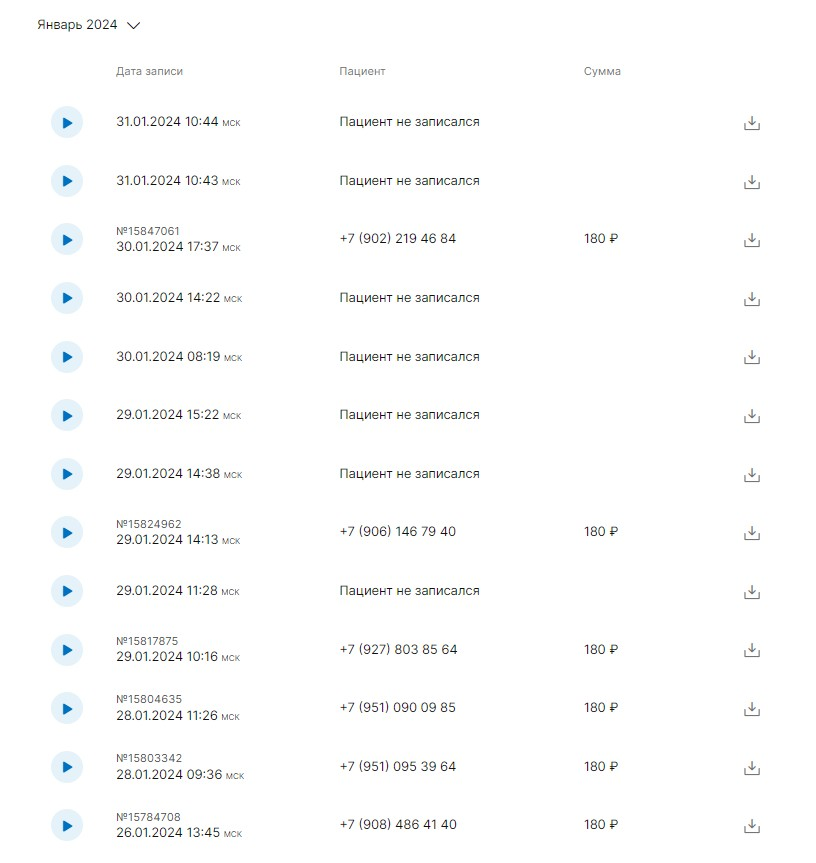 Январь 2024
Дата записи Пациент Сумма
31.01.2024 10:44 мск Пациент не записался
31.01.2024 10:43 мск Пациент не записался
№15847061
30.01.2024 17:37 мск +7 (902) 219 46 84 180 ₽
30.01.2024 14:22 мск Пациент не записался
30.01.2024 08:19 мск Пациент не записался
29.01.2024 15:22 мск Пациент не записался
29.01.2024 14:38 мск Пациент не записался
№15824962
29.01.2024 14:13 мск +7 (906) 146 79 40 180 ₽
29.01.2024 11:28 мск Пациент не записался
№15817875
29.01.2024 10:16 мск +7 (927) 803 85 64 180 ₽
№15804635
28.01.2024 11:26 мск +7 (951) 090 09 85 180 ₽
№15803342
28.01.2024 09:36 мск +7 (951) 095 39 64 180 ₽
№15784708
26.01.2024 13:45 мск +7 (908) 486 41 40 180 ₽